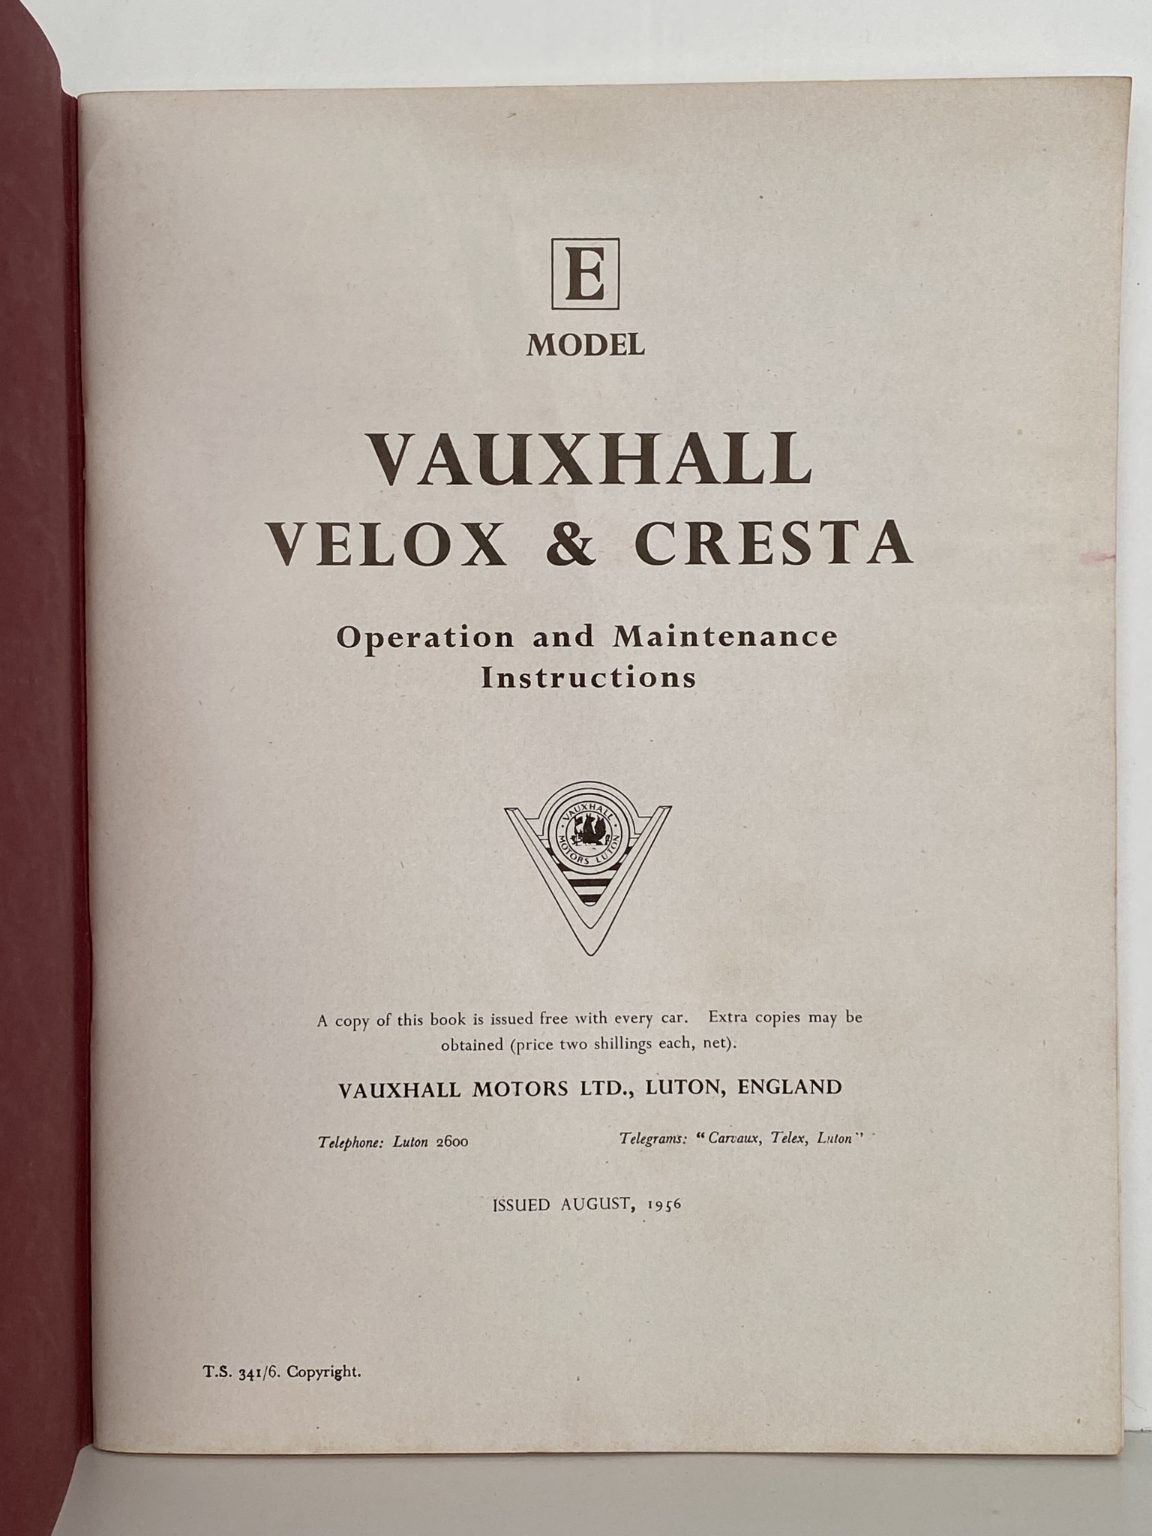 E
MODEL
VAUXHALL
VELOX & CRESTA
Operation and Maintenance
Instructions
VAUXHALL
MOTORS LUTON
A copy of this book is issued free with every car. Extra copies may be
obtained (price two shillings each, net).
VAUXHALL MOTORS LTD., LUTON, ENGLAND
Telephone: Luton 2600 Telegrams: “Carvaux, Telex, Luton”
ISSUED AUGUST, 1956
T.S. 341/6. Copyright.